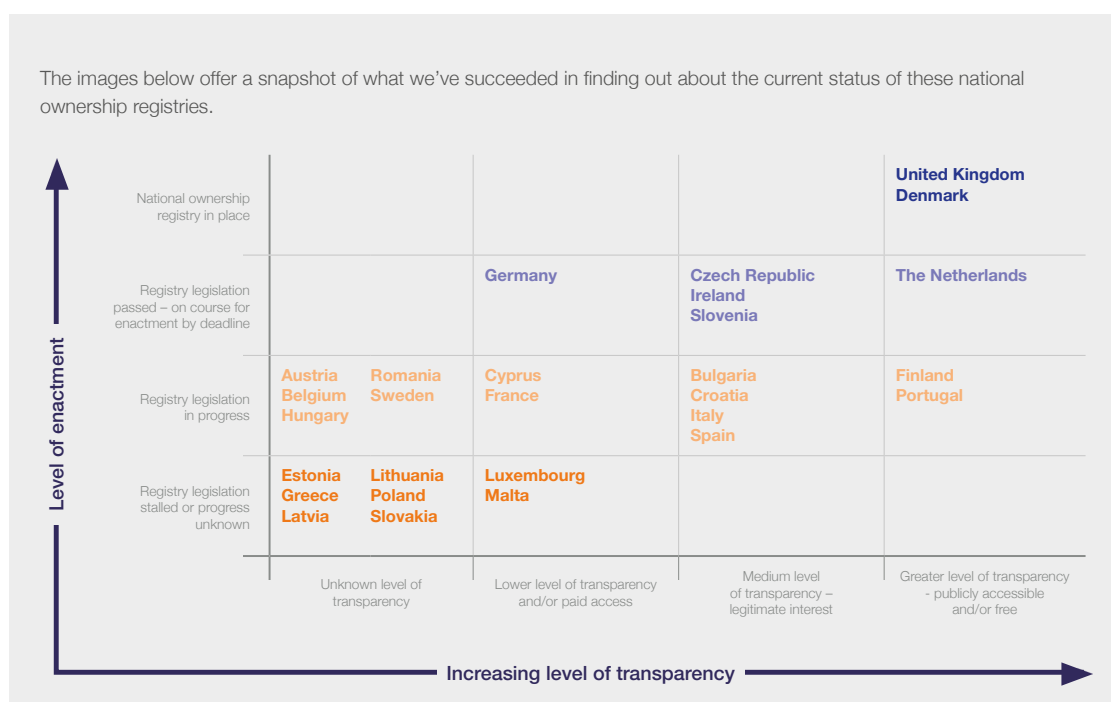 The images below offer a snapshot of what we've succeeded in finding out about the current status of these national
ownership registries.
Level of enactment
National ownership
registry in place
United Kingdom
Denmark
Registry legislation
passed – on course for
enactment by deadline
Germany
Czech Republic
Ireland
Slovenia
The Netherlands
Registry legislation
in progress
Austria
Belgium
Hungary
Romania
Sweden
Cyprus
France
Bulgaria
Croatia
Italy
Spain
Finland
Portugal
Registry legislation
stalled or progress
unknown
Estonia
Greece
Latvia
Lithuania
Poland
Slovakia
Luxembourg
Malta
Unknown level of
transparency
Lower level of transparency
and/or paid access
Medium level
of transparency –
legitimate interest
Greater level of transparency
- publicly accessible
and/or free
Increasing level of transparency